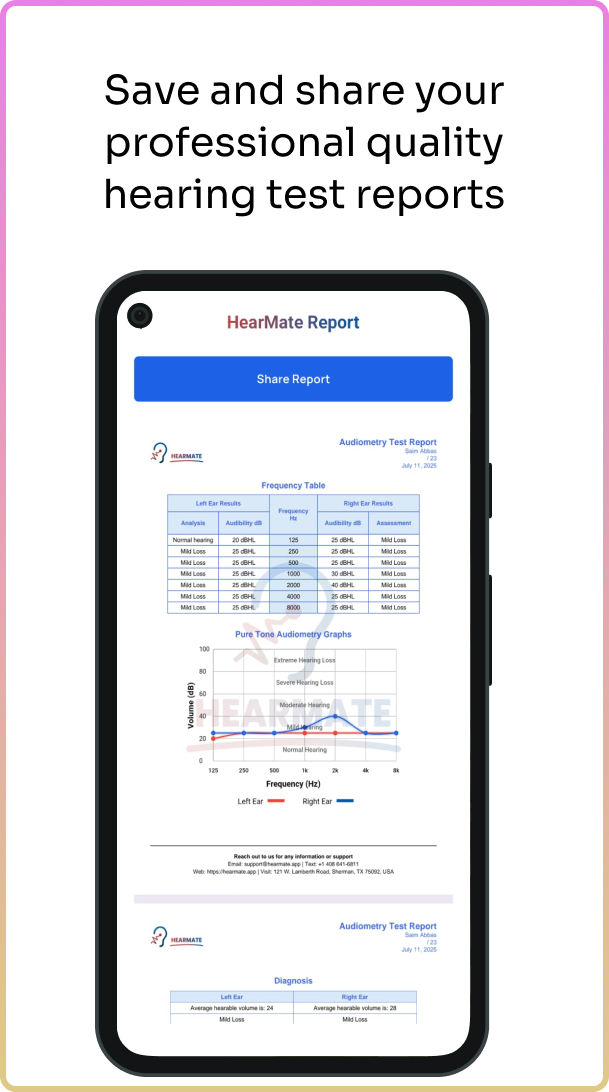 Save and share your
professional quality
hearing test reports
HearMate Report
Share Report
HEARMATE
Audiometry Test Report
Saim Abbas
/ 23
July 11, 2025
Frequency Table
Left Ear Results Frequency Hz Right Ear Results
Analysis Audibility dB Audibility dB Assessment
Normal hearing 20 dBHL 125 25 dBHL Mild Loss
Mild Loss 25 dBHL 250 25 dBHL Mild Loss
Mild Loss 25 dBHL 500 25 dBHL Mild Loss
Mild Loss 25 dBHL 1000 30 dBHL Mild Loss
Mild Loss 25 dBHL 2000 40 dBHL Mild Loss
Mild Loss 25 dBHL 4000 25 dBHL Mild Loss
Mild Loss 25 dBHL 8000 25 dBHL Mild Loss
Pure Tone Audiometry Graphs
100
Extreme Hearing Loss
80
Severe Hearing Loss
60
Moderate Hearing
HEARMATE
40
Mild Hearing
20
Normal Hearing
0
Volume (dB)
125 250 500 1k 2k 4k 8k
Frequency (Hz)
Left Ear Right Ear
Reach out to us for any information or support
Email: support@hearmate.app | Text: +1 408 641-6811
Web: https://hearmate.app | Visit: 121 W. Lamberth Road, Sherman, TX 75092, USA
HEARMATE
Audiometry Test Report
Saim Abbas
/ 23
July 11, 2025
Diagnosis
Left Ear Right Ear
Average hearable volume is: 24 Average hearable volume is: 28
Mild Loss Mild Loss